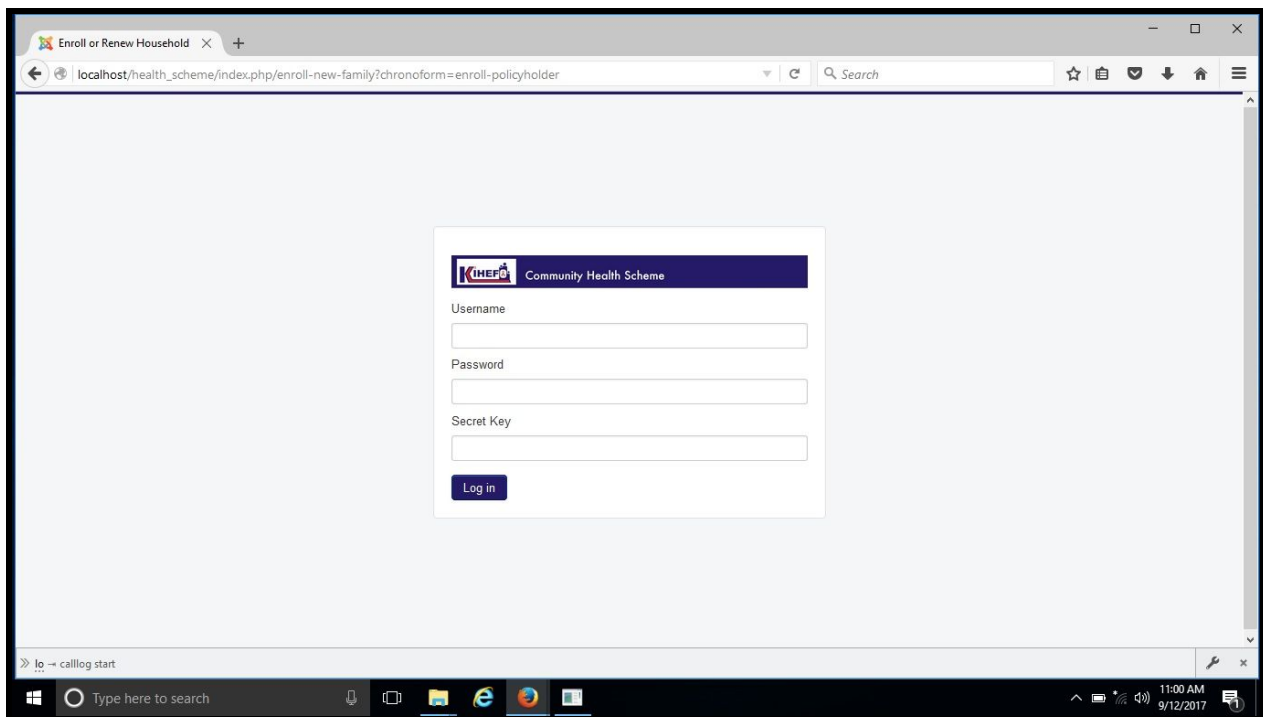 Enroll or Renew Household
localhost/health_scheme/index.php/enroll-new-family?chronoform=enroll-policyholder
Search
KIHEFO Community Health Scheme
Username
Password
Secret Key
Log in
lo → calllog start
Type here to search
11:00 AM
9/12/2017
1